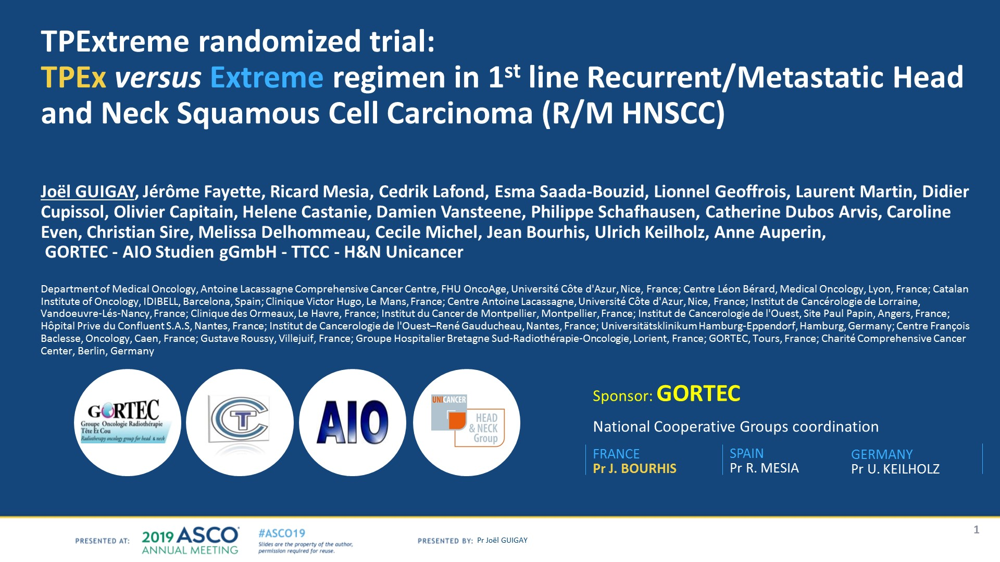 TPExtreme randomized trial:
TPEx versus Extreme regimen in 1st line Recurrent/Metastatic Head
and Neck Squamous Cell Carcinoma (R/M HNSCC)
Joël GUIGAY, Jérôme Fayette, Ricard Mesia, Cedrik Lafond, Esma Saada-Bouzid, Lionnel Geoffrois, Laurent Martin, Didier
Cupissol, Olivier Capitain, Helene Castanie, Damien Vansteene, Philippe Schafhausen, Catherine Dubos Arvis, Caroline
Even, Christian Sire, Melissa Delhommeau, Cecile Michel, Jean Bourhis, Ulrich Keilholz, Anne Auperin,
GORTEC - AIO Studien gGmbH - TTCC - H&N Unicancer
Department of Medical Oncology, Antoine Lacassagne Comprehensive Cancer Centre, FHU OncoAge, Université Côte d'Azur, Nice, France; Centre Léon Bérard, Medical Oncology, Lyon, France; Catalan
Institute of Oncology, IDIBELL, Barcelona, Spain; Clinique Victor Hugo, Le Mans, France; Centre Antoine Lacassagne, Université Côte d'Azur, Nice, France; Institut de Cancérologie de Lorraine,
Vandoeuvre-Lés-Nancy, France; Clinique des Ormeaux, Le Havre, France; Institut du Cancer de Montpellier, Montpellier, France; Institut de Cancerologie de l'Ouest, Site Paul Papin, Angers, France;
Hôpital Prive du Confluent S.A.S, Nantes, France; Institut de Cancerologie de l'Ouest–René Gauducheau, Nantes, France; Universitätsklinikum Hamburg-Eppendorf, Hamburg, Germany; Centre François
Baclesse, Oncology, Caen, France; Gustave Roussy, Villejuif, France; Groupe Hospitalier Bretagne Sud-Radiothérapie-Oncologie, Lorient, France; GORTEC, Tours, France; Charité Comprehensive Cancer
Center, Berlin, Germany
GORTEC
Groupe Oncologie Radiothérapie
Tête Et Cou
Radiotherapy oncology group for head & neck
TC
AIO
UNICANCER
HEAD
& NECK
Group
Sponsor: GORTEC
National Cooperative Groups coordination
FRANCE
Pr J. BOURHIS
SPAIN
Pr R. MESIA
GERMANY
Pr U. KEILHOLZ
PRESENTED AT:
2019 ASCO
ANNUAL MEETING
#ASCO19
Slides are the property of the author,
permission required for reuse.
PRESENTED BY: Pr Joël GUIGAY
1